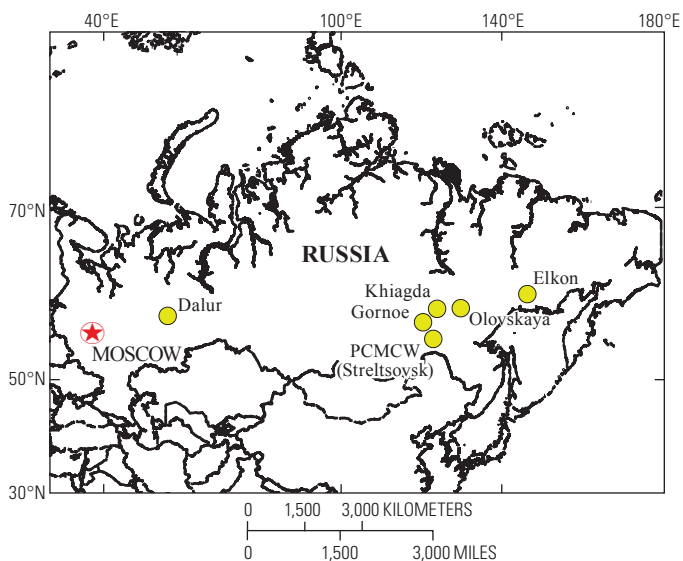 40°E 100°E 140°E 180°E
70°N
RUSSIA
Elkon
Dalur
Khiagda
Gornoe
Olovskaya
MOSCOW
PCMCW
(Streltsovsk)
50°N
30°N
0 1,500 3,000 KILOMETERS
0 1,500 3,000 MILES